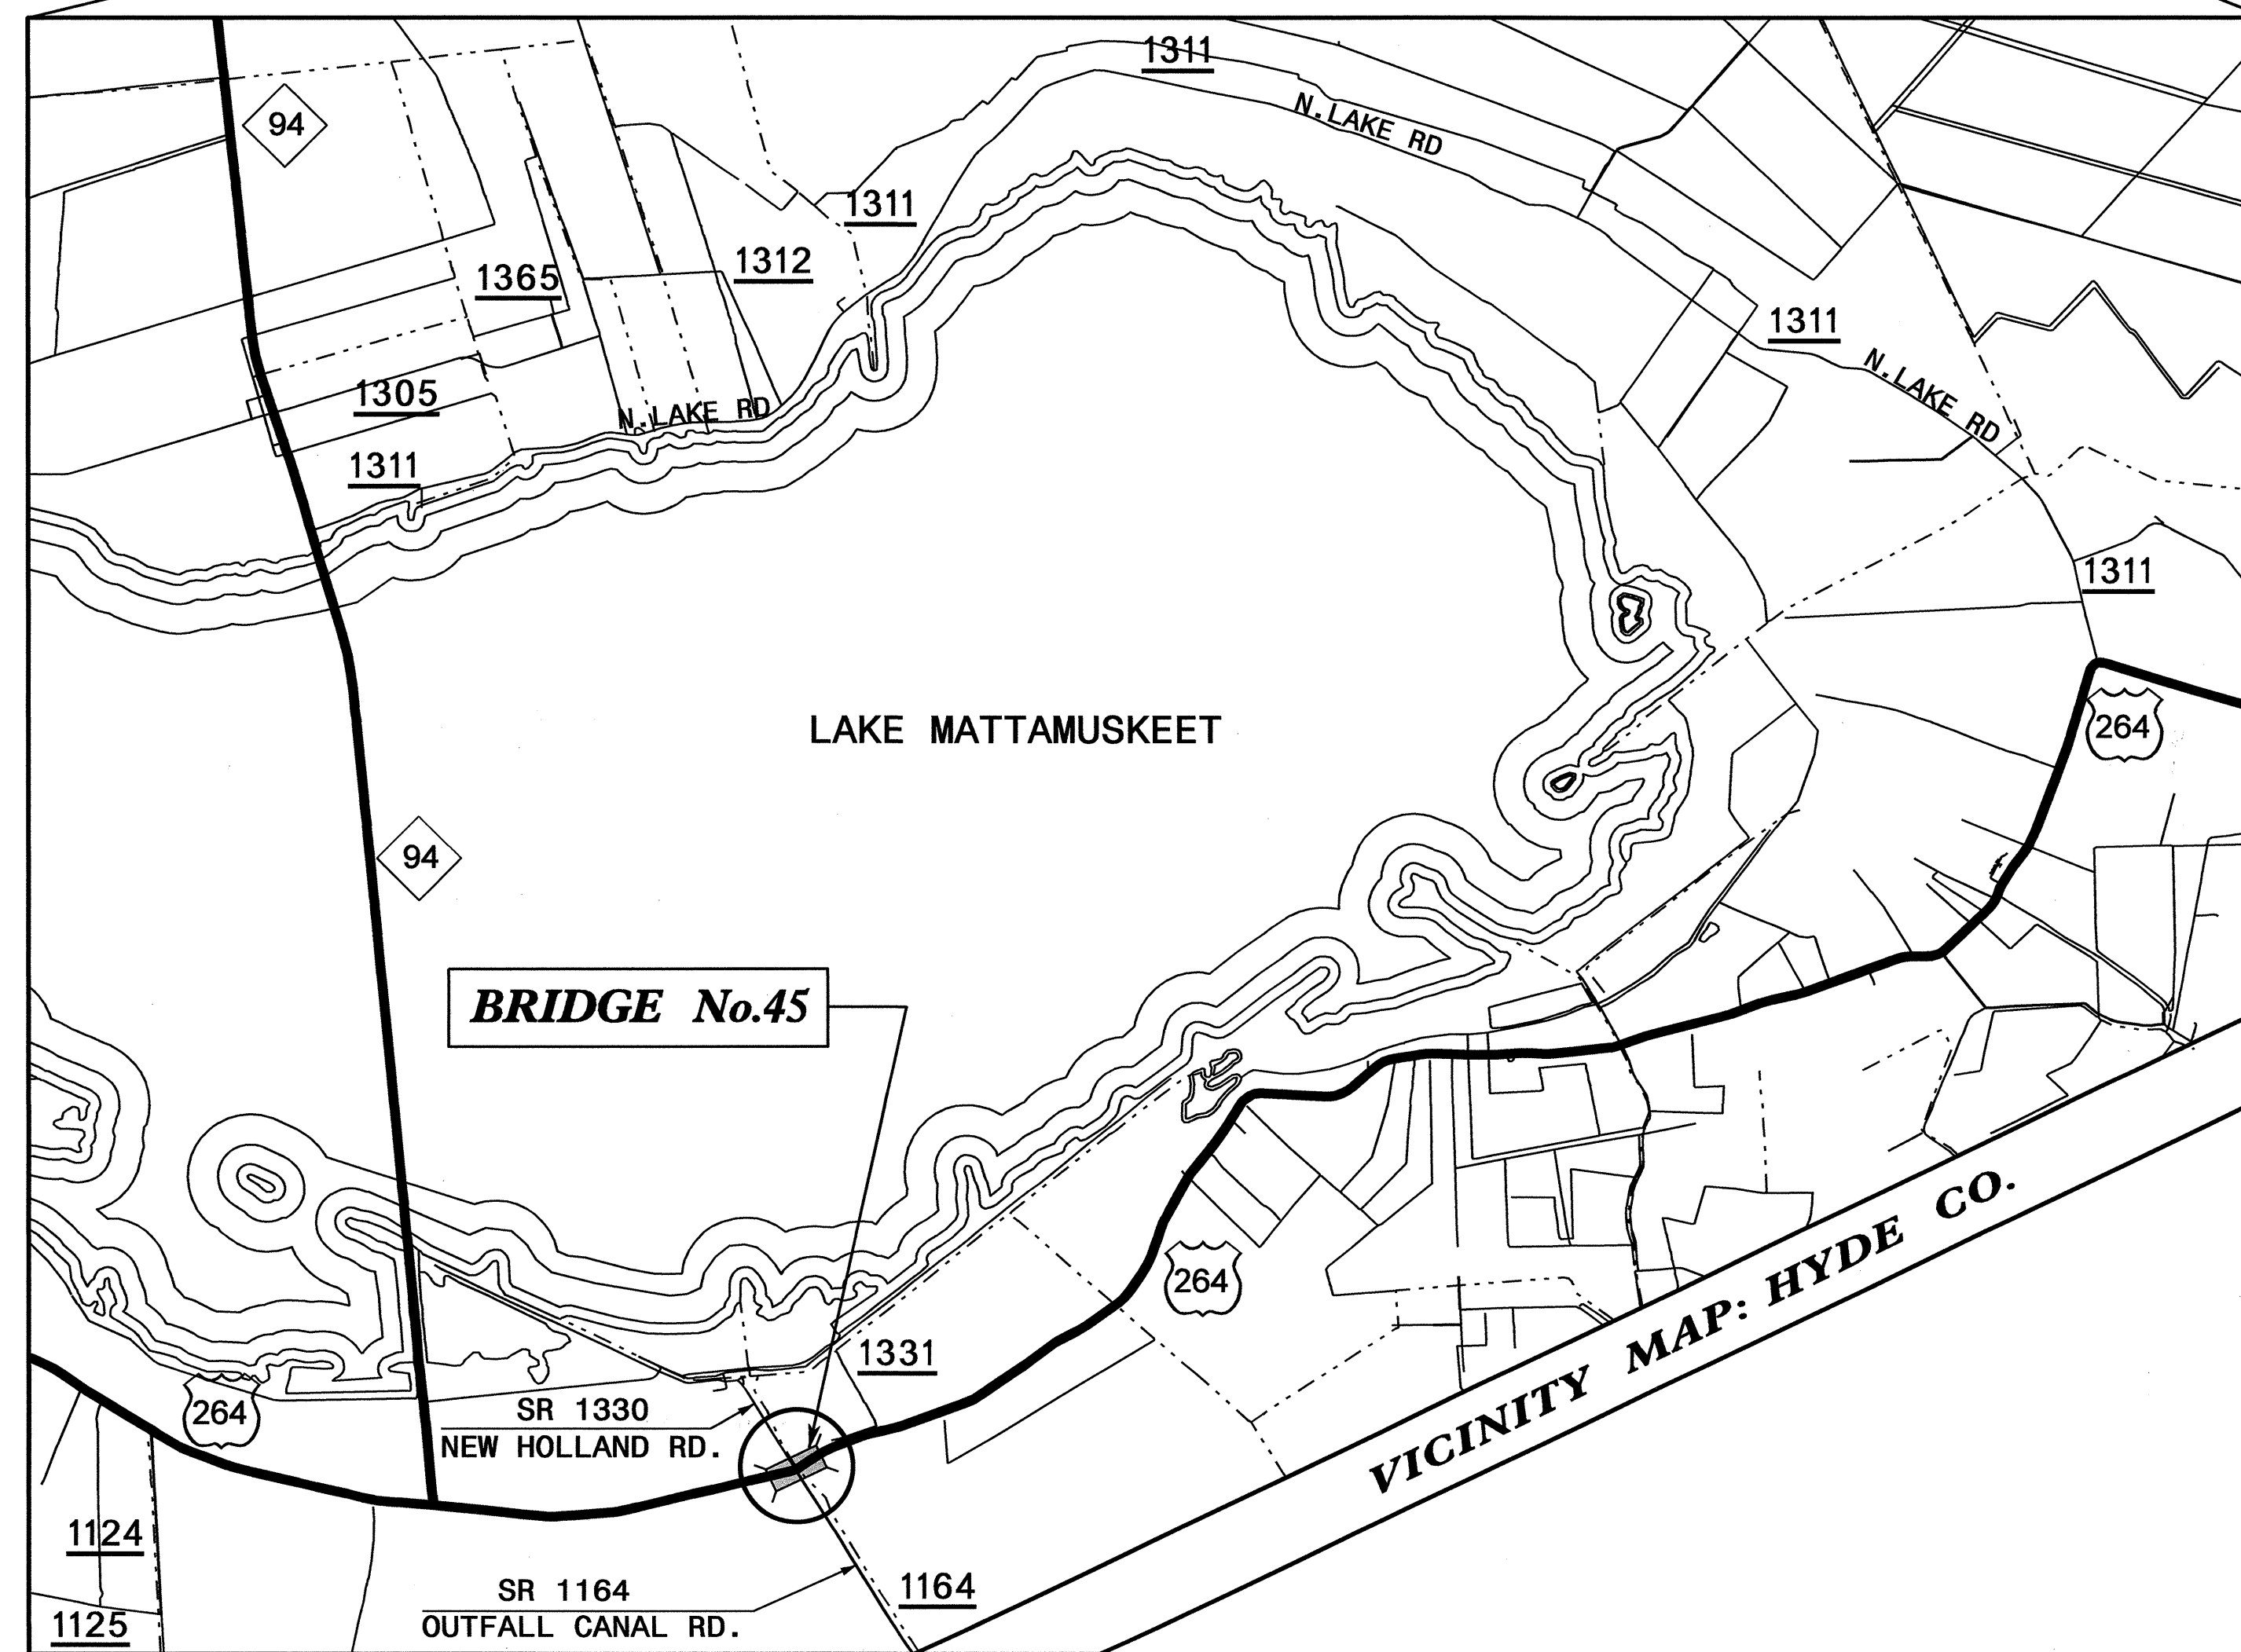 1311
N. LAKE RD
94
1311
1312
1365
1311
N. LAKE RD
1305
N. LAKE RD
1311
1311
264
LAKE MATTAMUSKEET
94
BRIDGE No.45
VICINITY MAP: HYDE CO.
264
1331
264
SR 1330
NEW HOLLAND RD.
1124
SR 1164
OUTFALL CANAL RD.
1164
1125